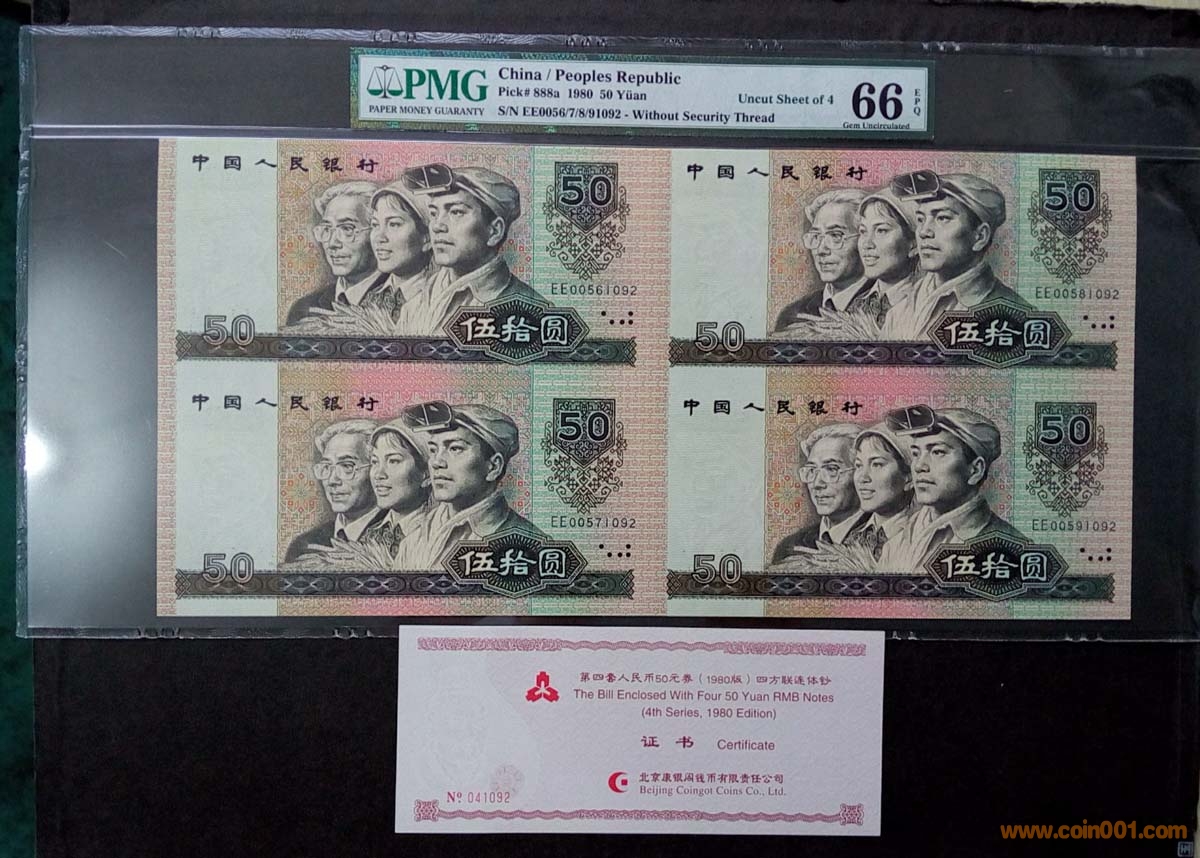 PMG
PAPER MONEY GUARANTY
China / Peoples Republic
Pick# 888a 1980 50 Yüan
Uncut Sheet of 4
S/N EE0056/7/8/91092 - Without Security Thread
66
EPQ
Gem Uncirculated
中国人民银行
50
EE00561092
50
伍拾圆
中国人民银行
50
EE00581092
50
伍拾圆
中国人民银行
50
EE00571092
50
伍拾圆
中国人民银行
50
EE00591092
50
伍拾圆
第四套人民币50元券（1980版）四方联连体钞
The Bill Enclosed With Four 50 Yuan RMB Notes
(4th Series, 1980 Edition)
证书 Certificate
北京康银阁钱币有限责任公司
Beijing Coingot Coins Co., Ltd.
Nº 041092
www.coin001.com